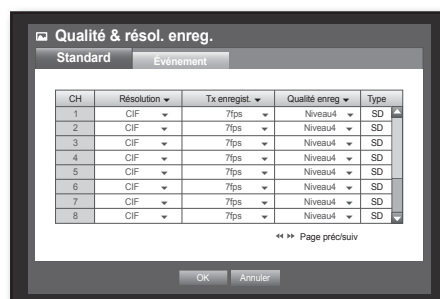 Qualité & résol. enreg.
Standard Événement
CH Résolution Tx enregist. Qualité enreg Type
1 CIF 7fps Niveau4 SD
2 CIF 7fps Niveau4 SD
3 CIF 7fps Niveau4 SD
4 CIF 7fps Niveau4 SD
5 CIF 7fps Niveau4 SD
6 CIF 7fps Niveau4 SD
7 CIF 7fps Niveau4 SD
8 CIF 7fps Niveau4 SD
Page préc/suiv
OK Annuler